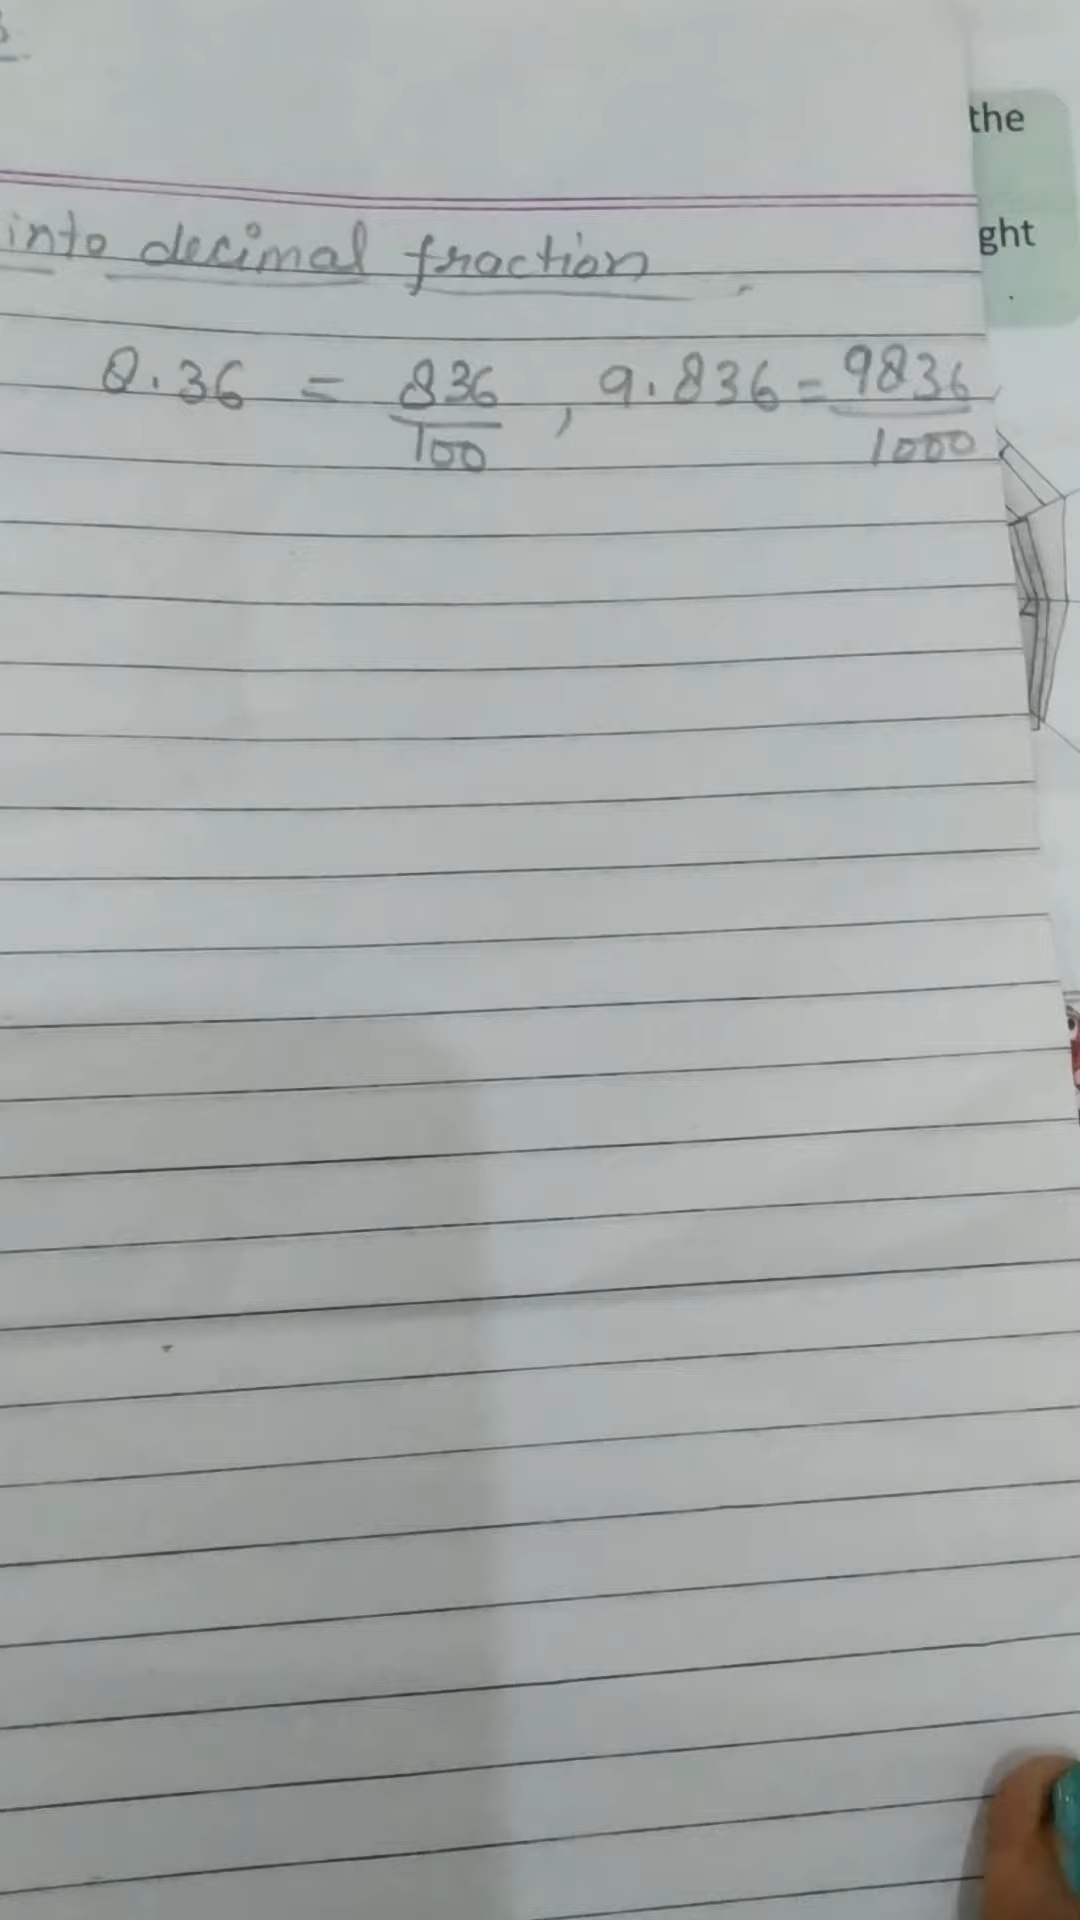 the
ght
into decimal fraction
8.36 = 836/100, 9.836 = 9836/1000